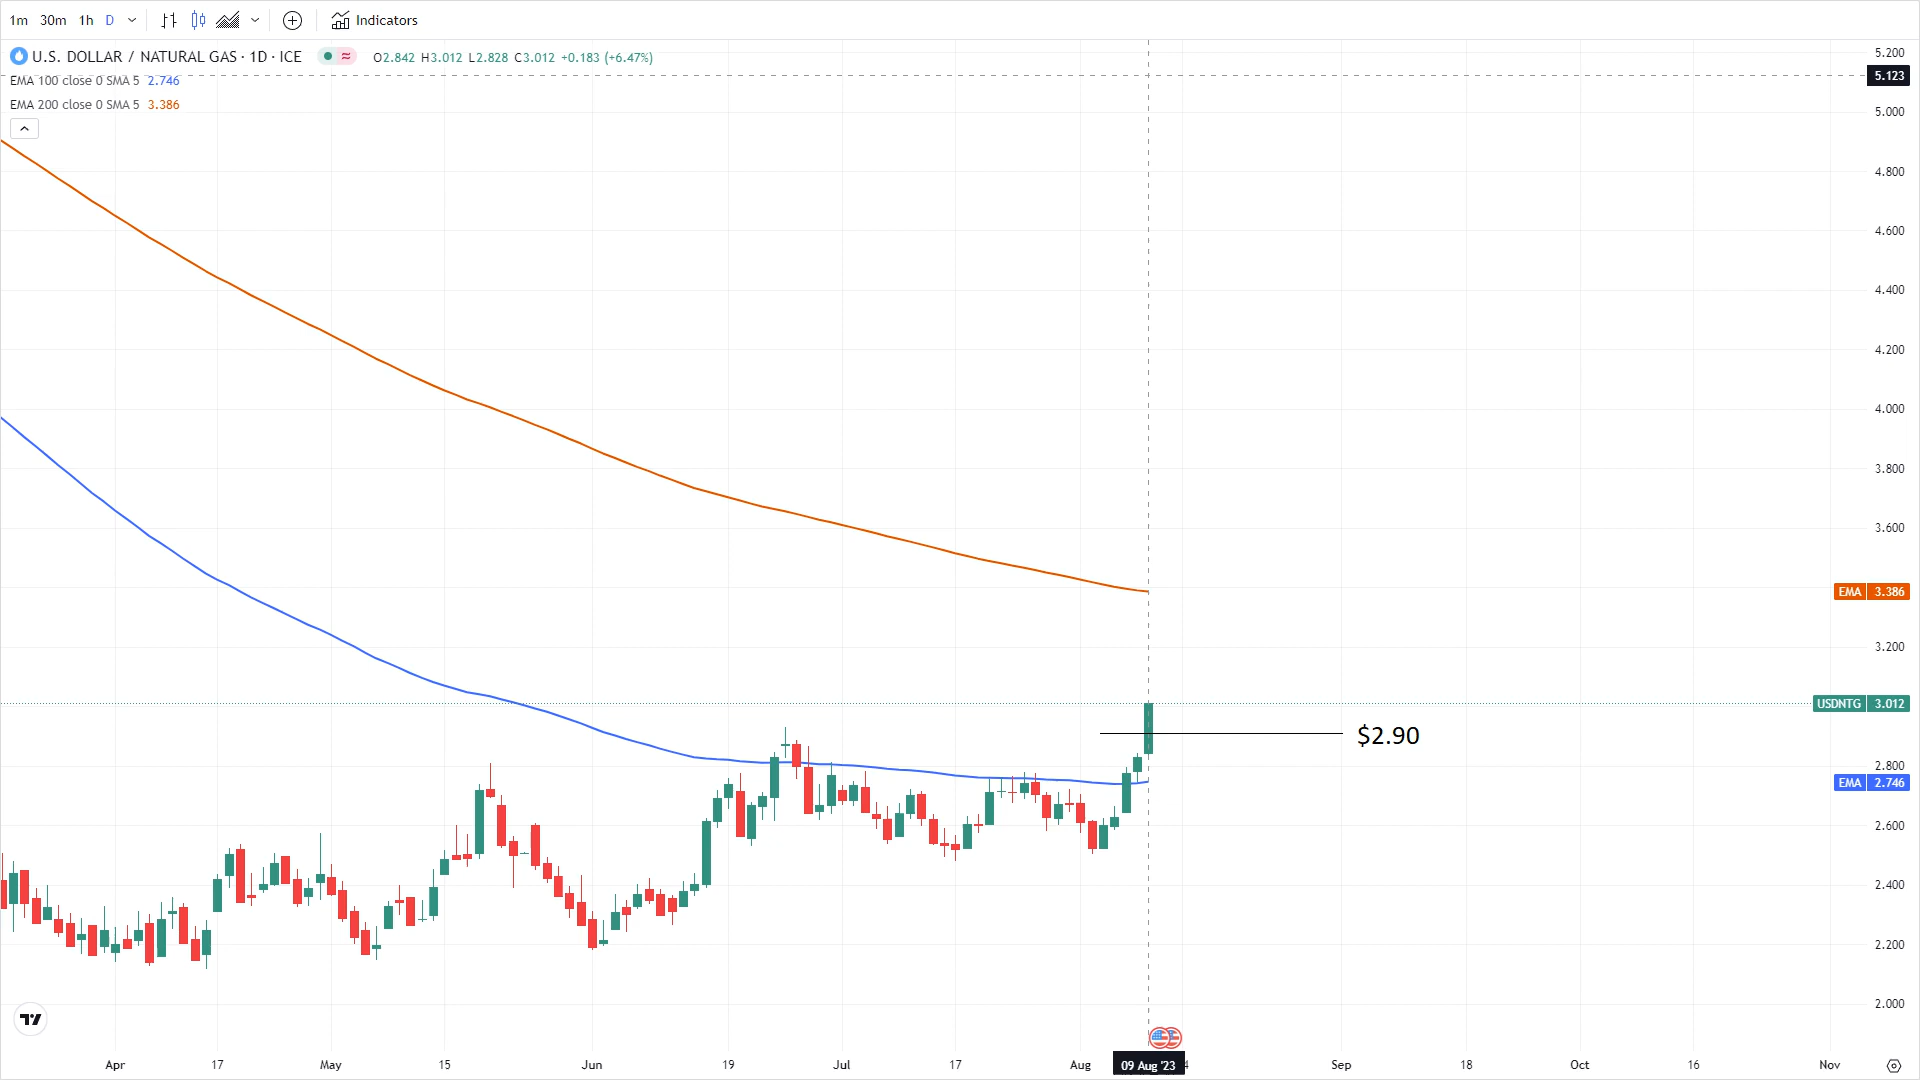 1m 30m 1h D Indicators
U.S. DOLLAR / NATURAL GAS · 1D · ICE ≈ O2.842 H3.012 L2.828 C3.012 +0.183 (+6.47%)
EMA 100 close 0 SMA 5 2.746
EMA 200 close 0 SMA 5 3.386
5.200
5.123
5.000
4.800
4.600
4.400
4.200
4.000
3.800
3.600
EMA 3.386
3.200
USDNTG 3.012
$2.90
2.800
EMA 2.746
2.600
2.400
2.200
2.000
Apr 17 May 15 Jun 19 Jul 17 Aug 09 Aug '23 4 Sep 18 Oct 16 Nov